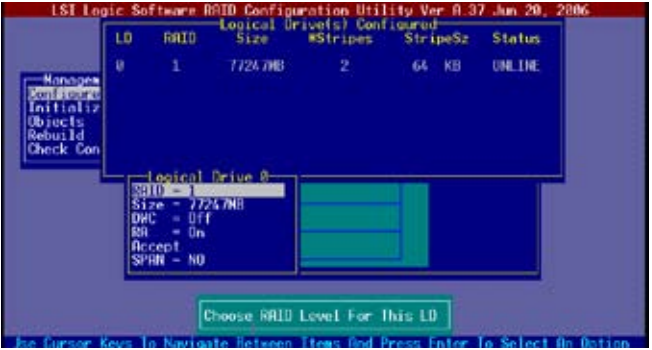 LSI Logic Software RAID Configuration Utility Ver A.37 Jun 20, 2006
Logical Drive(s) Configured
LD RAID Size #Stripes StripeSz Status
0 1 77247MB 2 64 KB ONLINE
Managem
Configure
Initializ
Objects
Rebuild
Check Con
Logical Drive 0
RAID = 1
Size = 77247MB
DWC = Off
RA = On
Accept
SPAN = NO
Choose RAID Level For This LD
Use Cursor Keys To Navigate Between Items And Press Enter To Select An Option